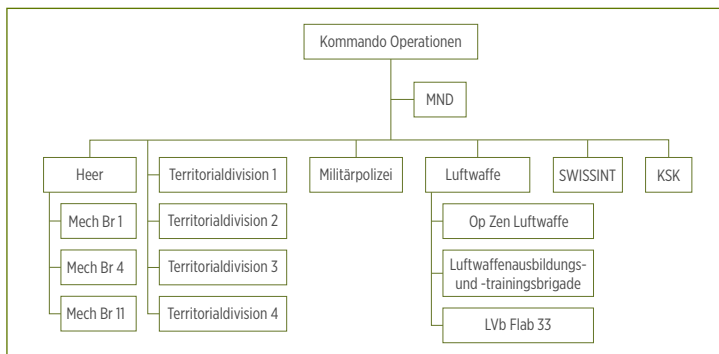 Kommando Operationen
MND
Heer
Territorialdivision 1
Militärpolizei
Luftwaffe
SWISSINT
KSK
Mech Br 1
Territorialdivision 2
Op Zen Luftwaffe
Mech Br 4
Territorialdivision 3
Luftwaffenausbildungs-
und -trainingsbrigade
Mech Br 11
Territorialdivision 4
LVb Flab 33